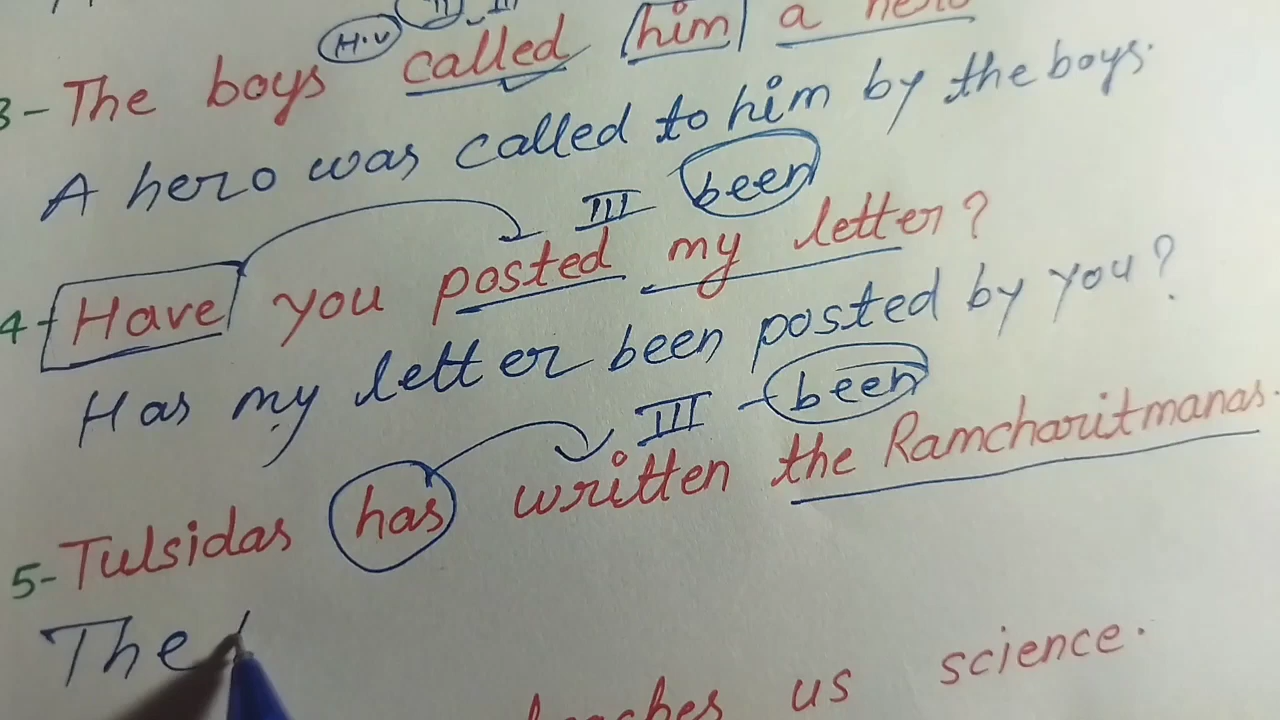 III
H.V
3- The boys called him a hero
A hero was called to him by the boys.
III - been
4- Have you posted my letter?
Has my letter been posted by you?
III - been
5- Tulsidas has written the Ramcharitmanas.
The
us science.